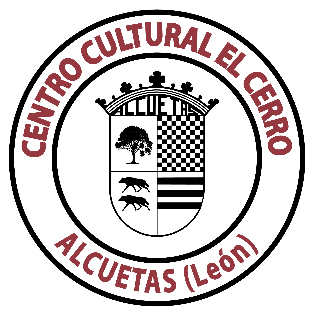 CENTRO CULTURAL EL CERRO
ALCUETAS
ALCUETAS (León)